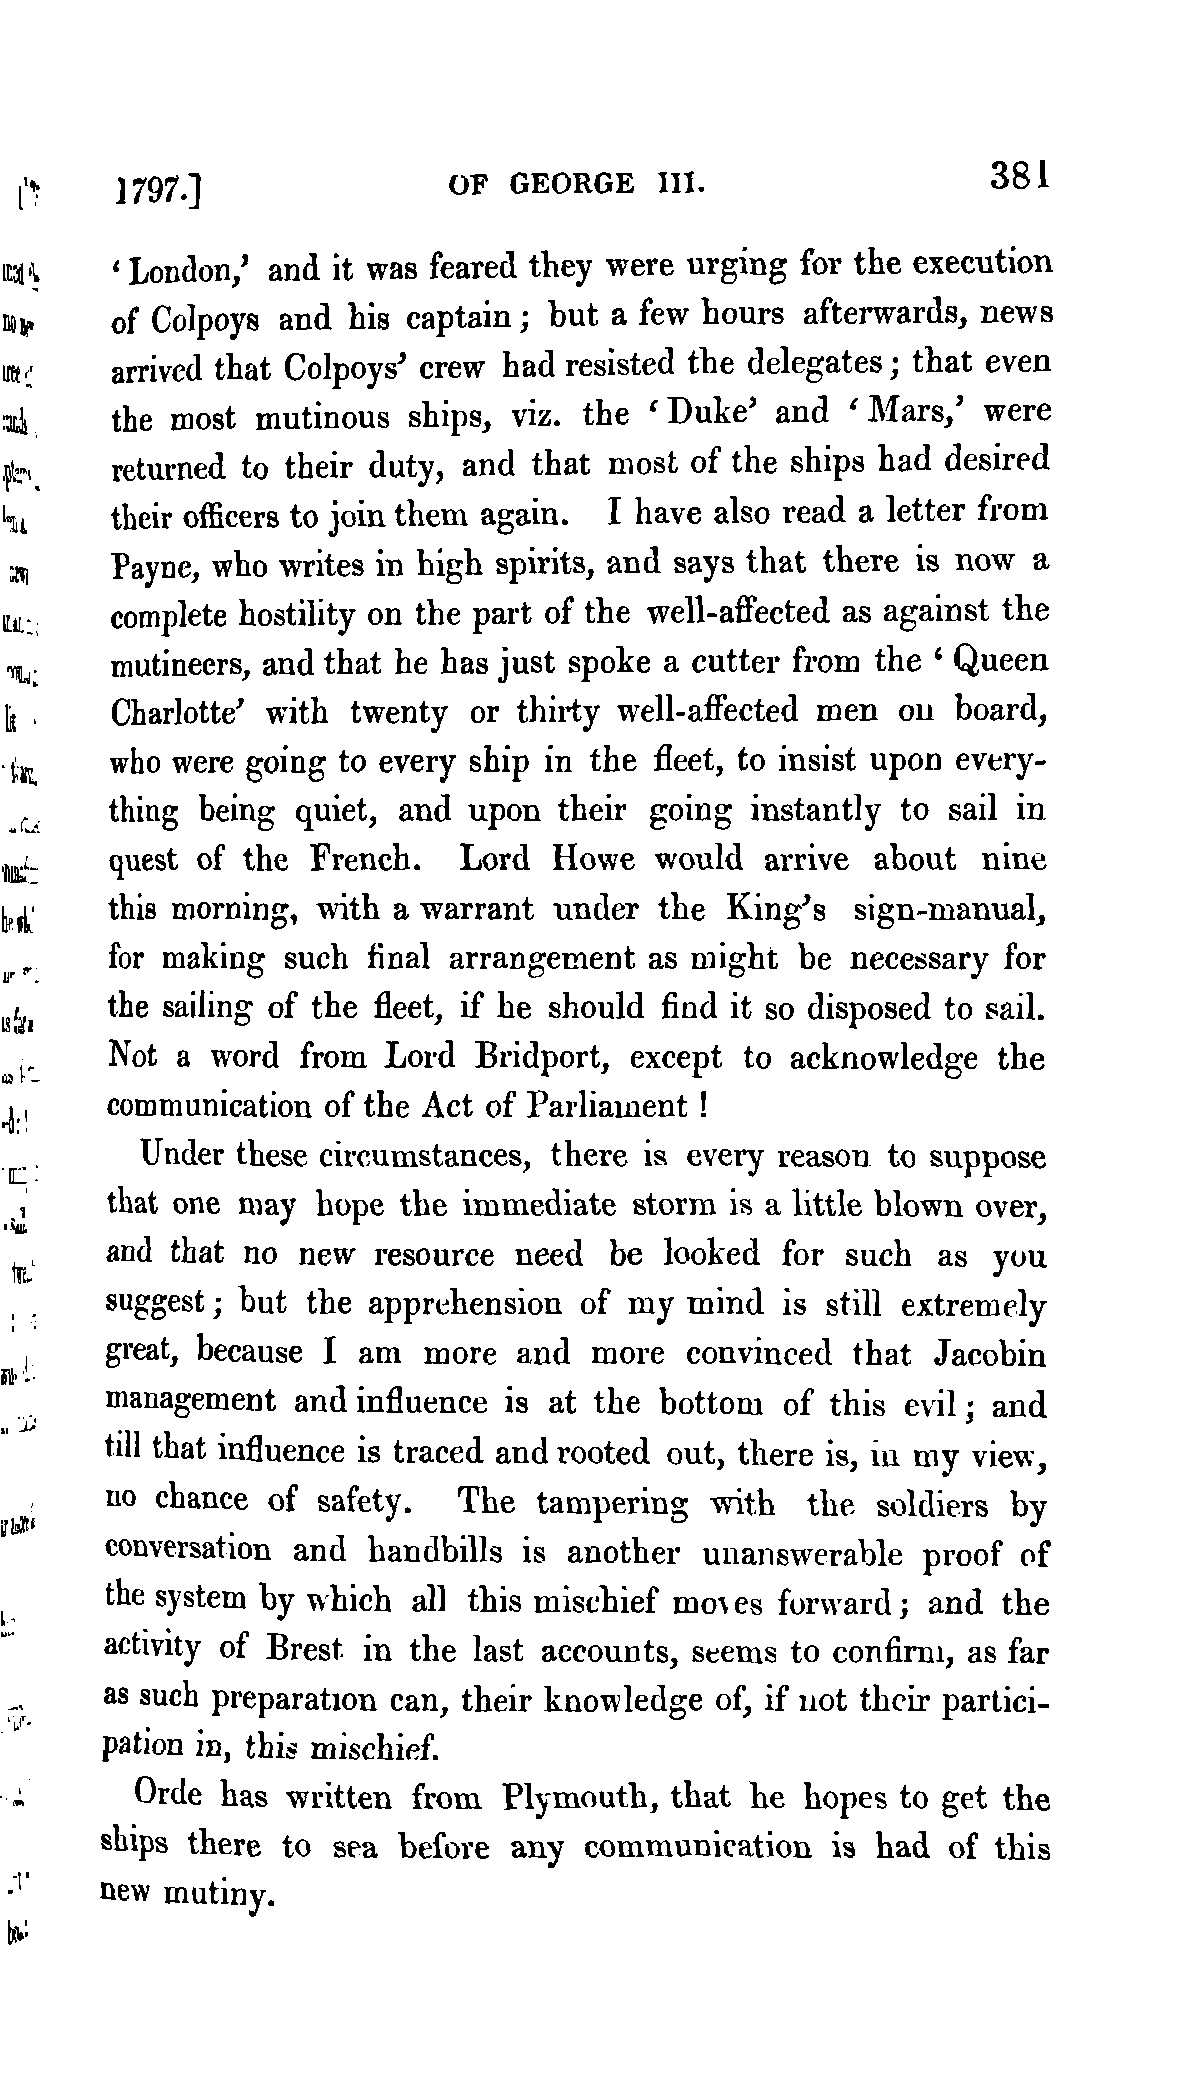 1797.] OF GEORGE III. 381
‘London,’ and it was feared they were urging for the execution
of Colpoys and his captain; but a few hours afterwards, news
arrived that Colpoys’ crew had resisted the delegates; that even
the most mutinous ships, viz. the ‘Duke’ and ‘Mars,’ were
returned to their duty, and that most of the ships had desired
their officers to join them again. I have also read a letter from
Payne, who writes in high spirits, and says that there is now a
complete hostility on the part of the well-affected as against the
mutineers, and that he has just spoke a cutter from the ‘Queen
Charlotte’ with twenty or thirty well-affected men on board,
who were going to every ship in the fleet, to insist upon every-
thing being quiet, and upon their going instantly to sail in
quest of the French. Lord Howe would arrive about nine
this morning, with a warrant under the King’s sign-manual,
for making such final arrangement as might be necessary for
the sailing of the fleet, if he should find it so disposed to sail.
Not a word from Lord Bridport, except to acknowledge the
communication of the Act of Parliament!
Under these circumstances, there is every reason to suppose
that one may hope the immediate storm is a little blown over,
and that no new resource need be looked for such as you
suggest; but the apprehension of my mind is still extremely
great, because I am more and more convinced that Jacobin
management and influence is at the bottom of this evil; and
till that influence is traced and rooted out, there is, in my view,
no chance of safety. The tampering with the soldiers by
conversation and handbills is another unanswerable proof of
the system by which all this mischief moves forward; and the
activity of Brest in the last accounts, seems to confirm, as far
as such preparation can, their knowledge of, if not their partici-
pation in, this mischief.
Orde has written from Plymouth, that he hopes to get the
ships there to sea before any communication is had of this
new mutiny.